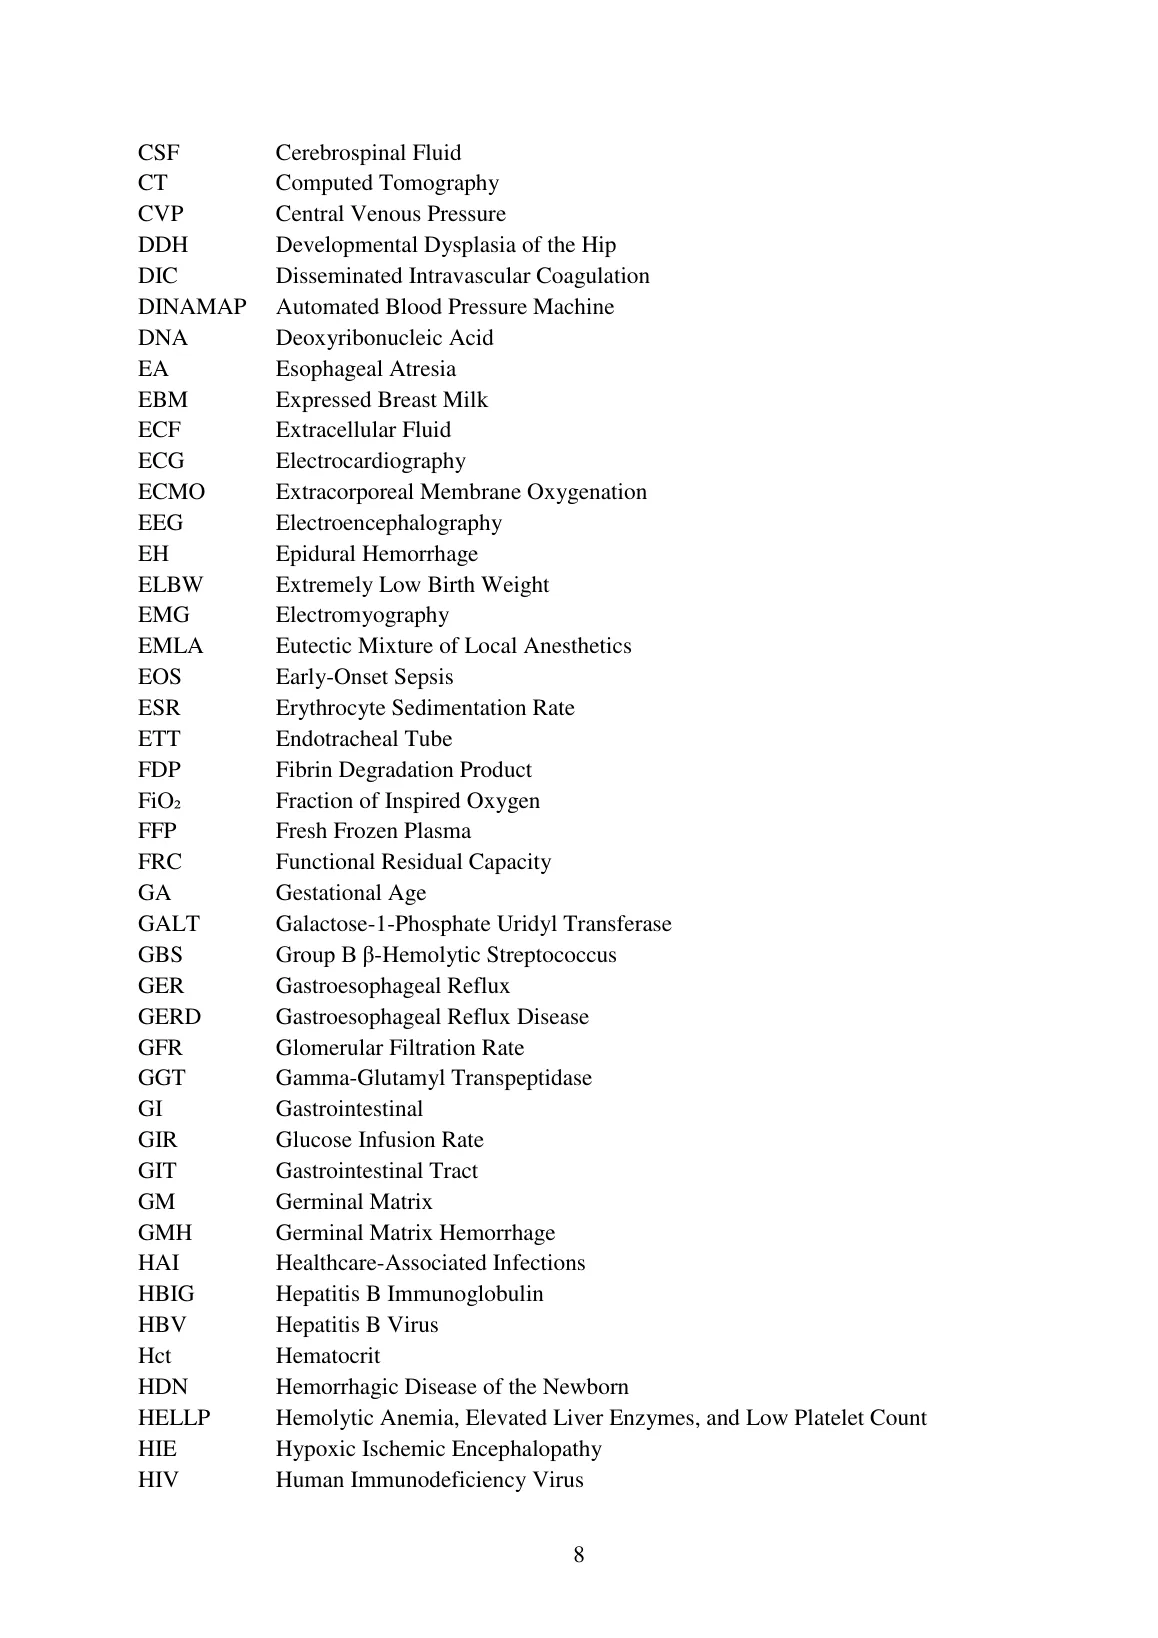 CSF Cerebrospinal Fluid
CT Computed Tomography
CVP Central Venous Pressure
DDH Developmental Dysplasia of the Hip
DIC Disseminated Intravascular Coagulation
DINAMAP Automated Blood Pressure Machine
DNA Deoxyribonucleic Acid
EA Esophageal Atresia
EBM Expressed Breast Milk
ECF Extracellular Fluid
ECG Electrocardiography
ECMO Extracorporeal Membrane Oxygenation
EEG Electroencephalography
EH Epidural Hemorrhage
ELBW Extremely Low Birth Weight
EMG Electromyography
EMLA Eutectic Mixture of Local Anesthetics
EOS Early-Onset Sepsis
ESR Erythrocyte Sedimentation Rate
ETT Endotracheal Tube
FDP Fibrin Degradation Product
FiO₂ Fraction of Inspired Oxygen
FFP Fresh Frozen Plasma
FRC Functional Residual Capacity
GA Gestational Age
GALT Galactose-1-Phosphate Uridyl Transferase
GBS Group B β-Hemolytic Streptococcus
GER Gastroesophageal Reflux
GERD Gastroesophageal Reflux Disease
GFR Glomerular Filtration Rate
GGT Gamma-Glutamyl Transpeptidase
GI Gastrointestinal
GIR Glucose Infusion Rate
GIT Gastrointestinal Tract
GM Germinal Matrix
GMH Germinal Matrix Hemorrhage
HAI Healthcare-Associated Infections
HBIG Hepatitis B Immunoglobulin
HBV Hepatitis B Virus
Hct Hematocrit
HDN Hemorrhagic Disease of the Newborn
HELLP Hemolytic Anemia, Elevated Liver Enzymes, and Low Platelet Count
HIE Hypoxic Ischemic Encephalopathy
HIV Human Immunodeficiency Virus
8